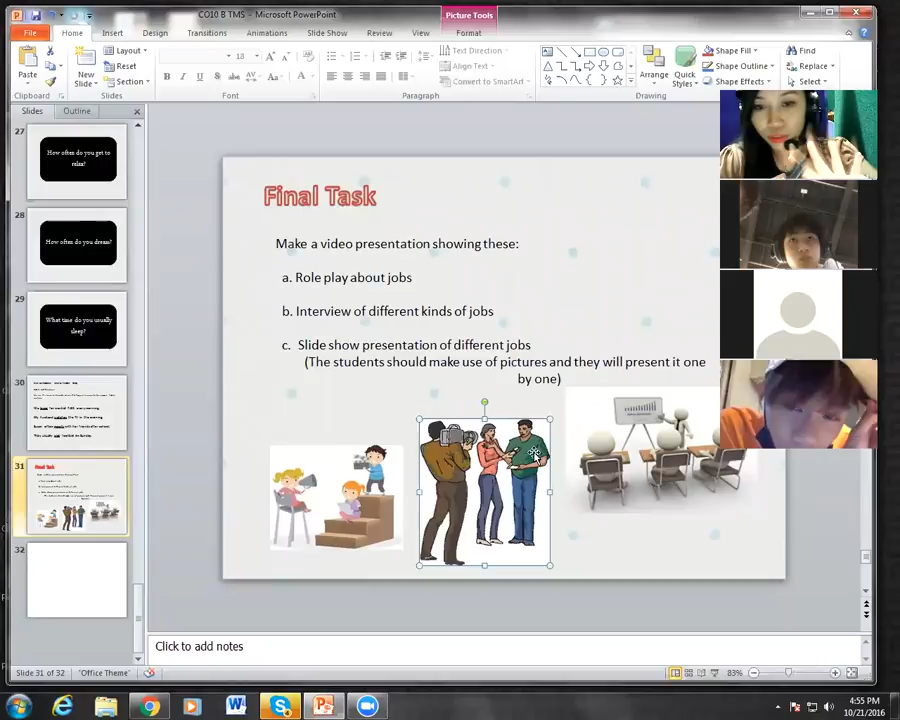 CO10 B TMS - Microsoft PowerPoint
Picture Tools
File
Home
Insert
Design
Transitions
Animations
Slide Show
Review
View
Format
Paste
Clipboard
New
Slide
Layout
Reset
Section
Slides
18
Font
Text Direction
Align Text
Convert to SmartArt
Paragraph
Arrange
Quick
Styles
Shape Fill
Shape Outline
Shape Effects
Drawing
Find
Replace
Select
Slides
Outline
27
How often do you get to
relax?
28
How often do you dream?
29
What time do you usually
sleep?
30
31
Final Task
32
Final Task
Make a video presentation showing these:
a. Role play about jobs
b. Interview of different kinds of jobs
c. Slide show presentation of different jobs
(The students should make use of pictures and they will present it one
by one)
Click to add notes
Slide 31 of 32
"Office Theme"
83%
4:55 PM
10/21/2016